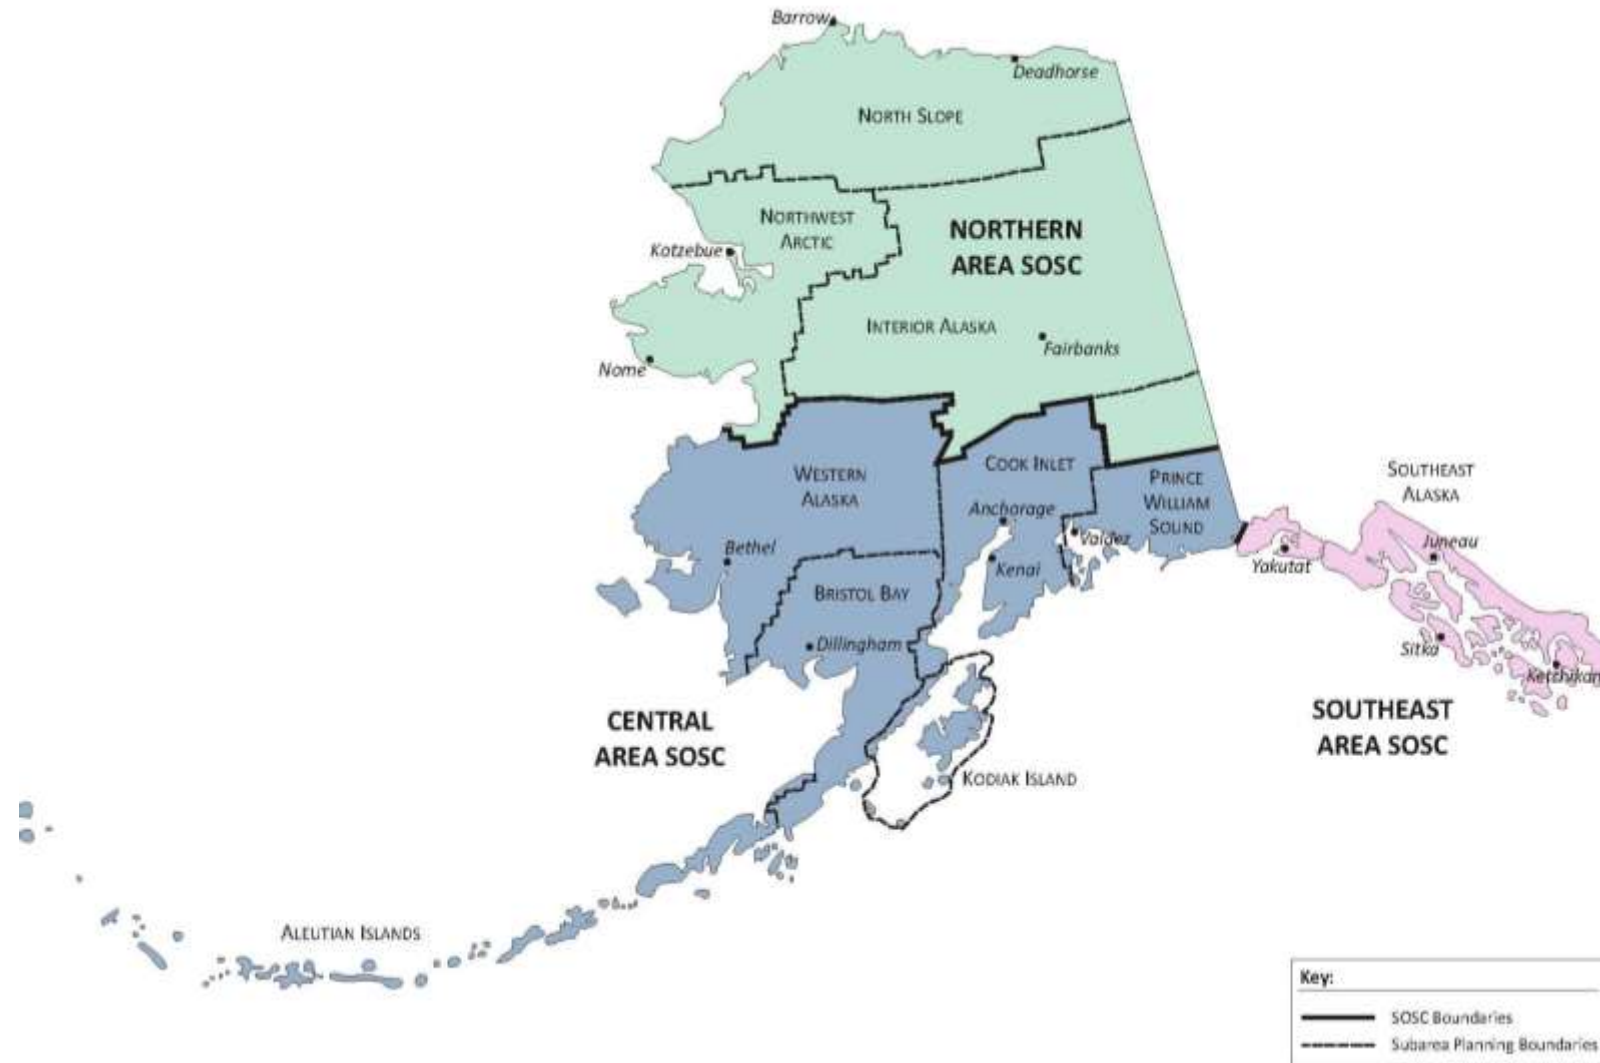 Barrow
Deadhorse
NORTH SLOPE
NORTHWEST
ARCTIC
NORTHERN
AREA SOSC
Kotzebue
INTERIOR ALASKA
Fairbanks
Nome
WESTERN
ALASKA
COOK INLET
PRINCE
WILLIAM
SOUND
SOUTHEAST
ALASKA
Anchorage
Valdez
Juneau
Bethel
Kenai
Yakutat
BRISTOL BAY
Dillingham
Sitka
Ketchikan
CENTRAL
AREA SOSC
SOUTHEAST
AREA SOSC
KODIAK ISLAND
ALEUTIAN ISLANDS
Key:
SOSC Boundaries
Subarea Planning Boundaries